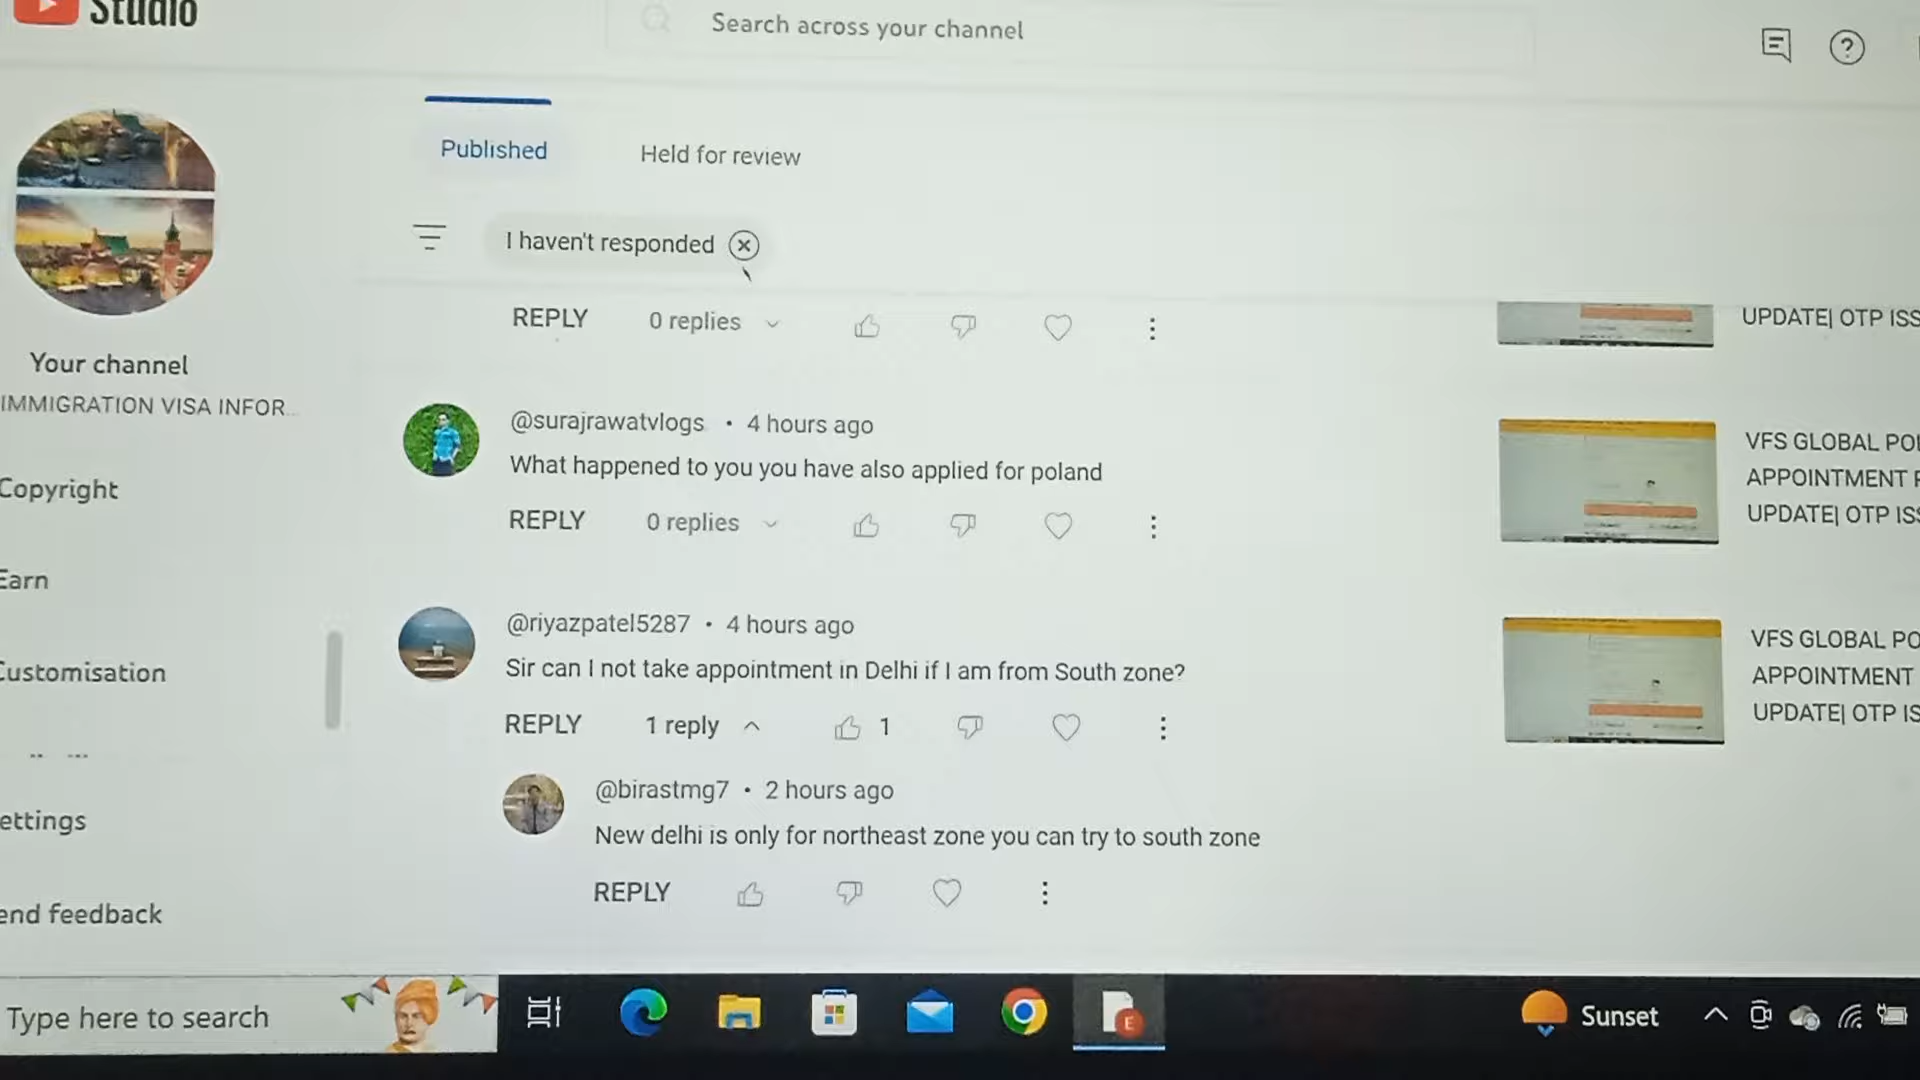 Studio
Search across your channel
Published
Held for review
I haven't responded
REPLY 0 replies
UPDATE| OTP ISS
Your channel
IMMIGRATION VISA INFOR...
@surajrawatvlogs • 4 hours ago
What happened to you you have also applied for poland
REPLY 0 replies
VFS GLOBAL POL
APPOINTMENT R
UPDATE| OTP ISS
Copyright
Earn
Customisation
@riyazpatel5287 • 4 hours ago
Sir can I not take appointment in Delhi if I am from South zone?
REPLY 1 reply 1
VFS GLOBAL PO
APPOINTMENT
UPDATE| OTP IS
@birastmg7 • 2 hours ago
New delhi is only for northeast zone you can try to south zone
REPLY
ettings
end feedback
Type here to search
E
Sunset